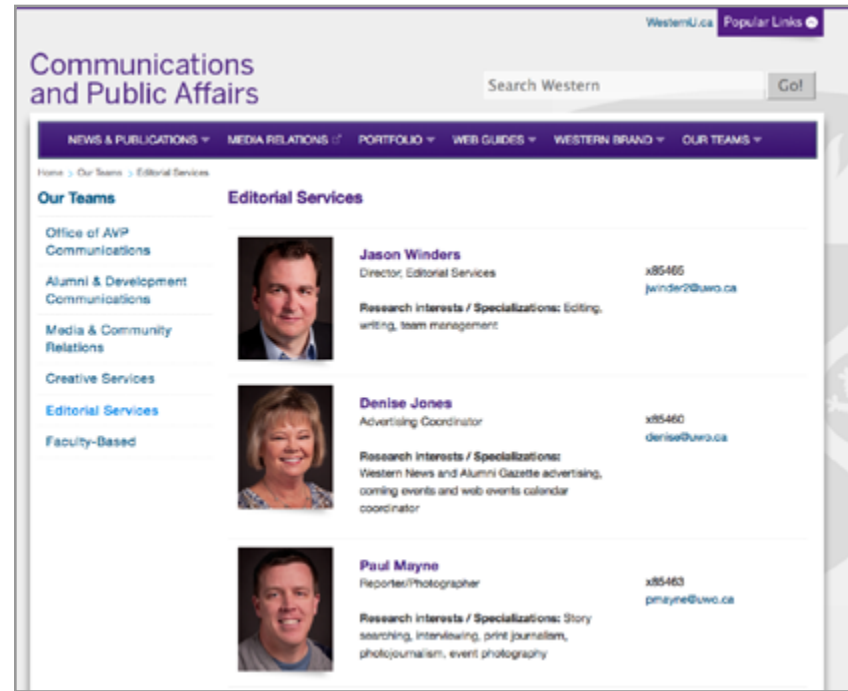 WesternU.ca Popular Links
Communications
and Public Affairs
Search Western Go!
NEWS & PUBLICATIONS MEDIA RELATIONS PORTFOLIO WEB GUIDES WESTERN BRAND OUR TEAMS
Home > Our Teams > Editorial Services
Our Teams
Office of AVP
Communications
Alumni & Development
Communications
Media & Community
Relations
Creative Services
Editorial Services
Faculty-Based
Editorial Services
Jason Winders
Director, Editorial Services
x85465
jwinder2@uwo.ca
Research interests / Specializations: Editing,
writing, team management
Denise Jones
Advertising Coordinator
x85460
denise@uwo.ca
Research interests / Specializations:
Western News and Alumni Gazette advertising,
coming events and web events calendar
coordinator
Paul Mayne
Reporter/Photographer
x85463
pmayne@uwo.ca
Research interests / Specializations: Story
searching, interviewing, print journalism,
photojournalism, event photography